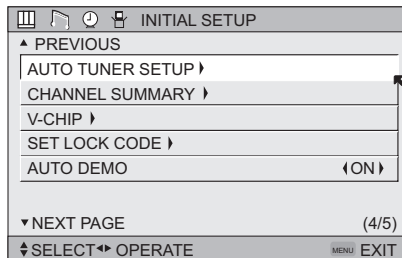 INITIAL SETUP
PREVIOUS
AUTO TUNER SETUP
CHANNEL SUMMARY
V-CHIP
SET LOCK CODE
AUTO DEMO ON
NEXT PAGE (4/5)
SELECT OPERATE MENU EXIT